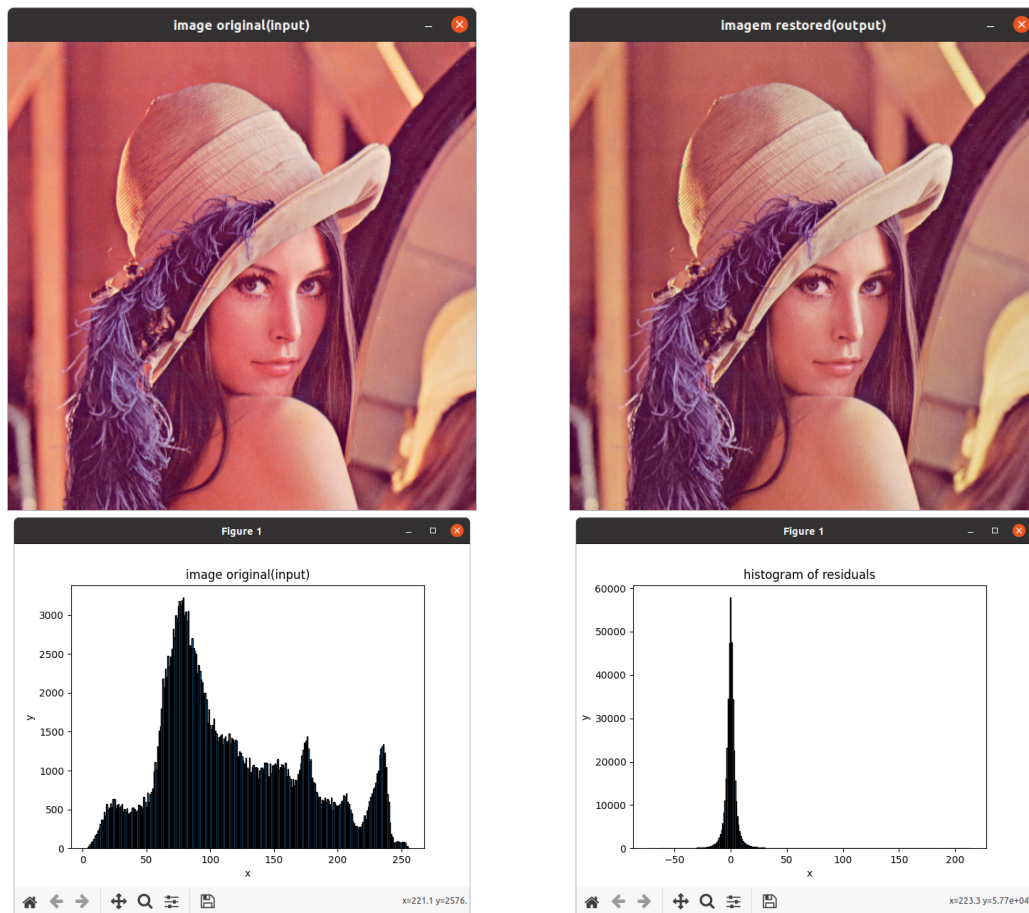 image original(input)
imagem restored(output)
Figure 1
image original(input)
3000
2500
2000
1500
1000
500
0
y
0 50 100 150 200 250
x
x=221.1 y=2576.
Figure 1
histogram of residuals
60000
50000
40000
30000
20000
10000
0
y
−50 0 50 100 150 200
x
x=223.3 y=5.77e+04